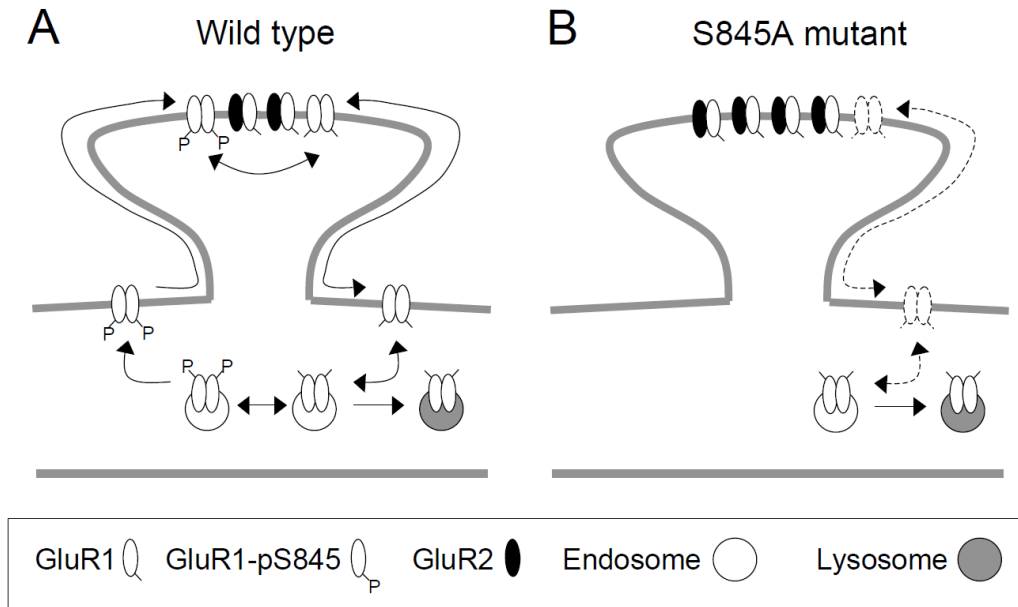 A Wild type
B S845A mutant
P P
P P
P P
GluR1 GluR1-pS845 P GluR2 Endosome Lysosome